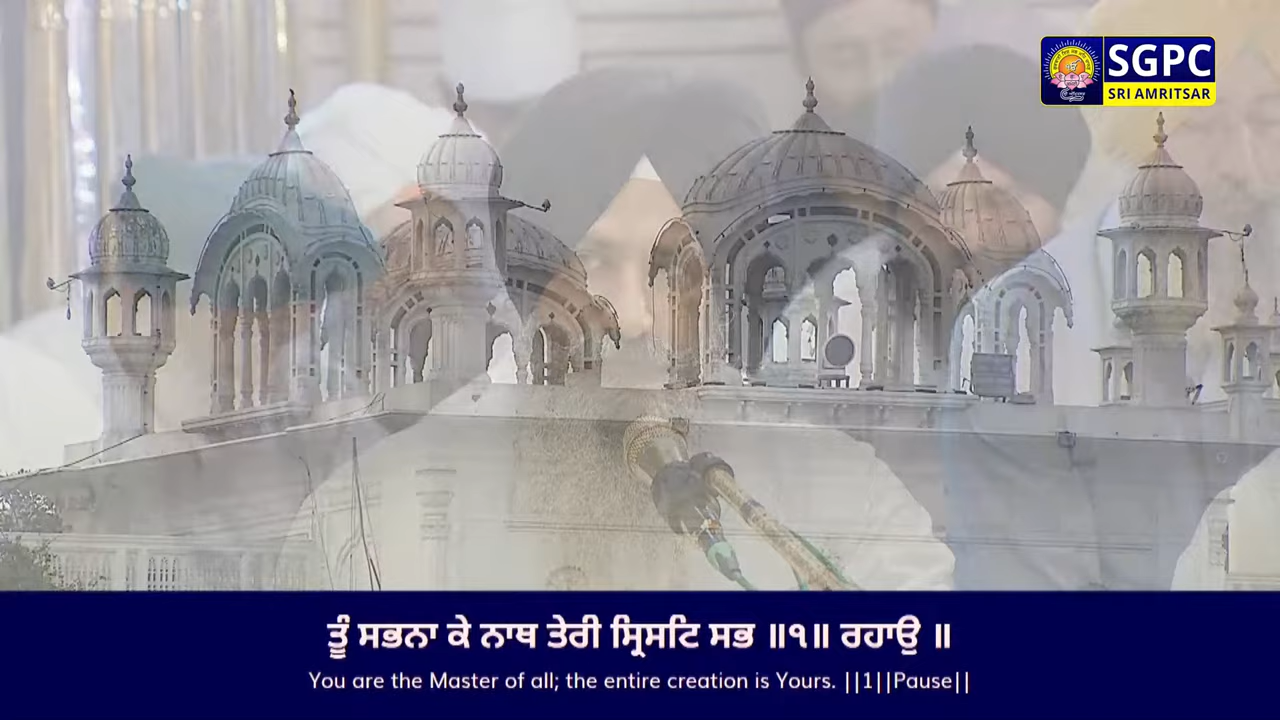 SGPC
SRI AMRITSAR
ਤੂੰ ਸਭਨਾ ਕੇ ਨਾਥ ਤੇਰੀ ਸ੍ਰਿਸਟਿ ਸਭ ॥੧॥ ਰਹਾਉ ॥
You are the Master of all; the entire creation is Yours. ||1||Pause||